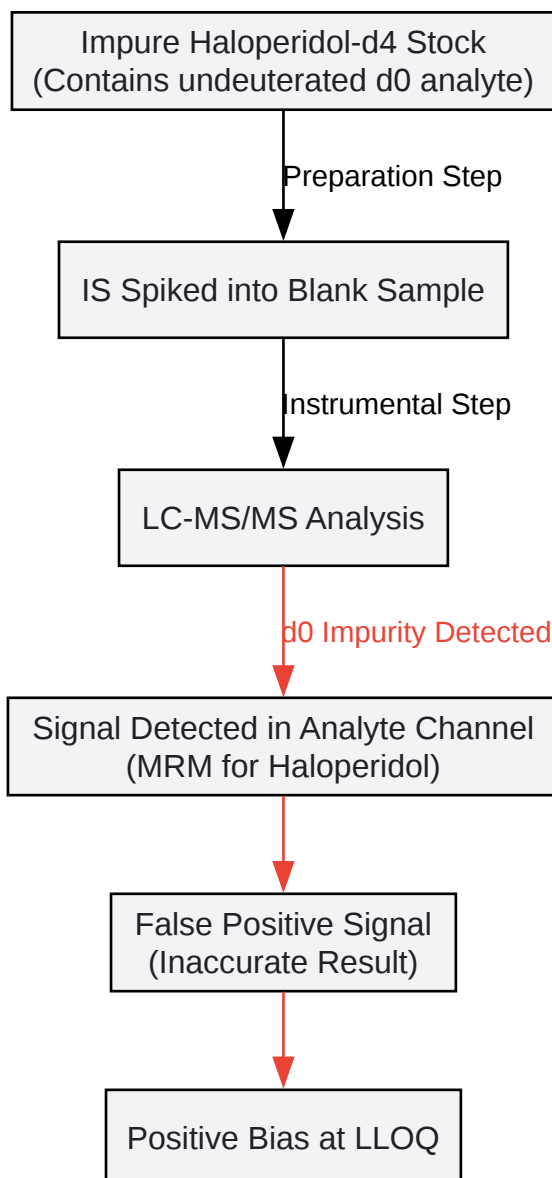 Impure Haloperidol-d4 Stock
(Contains undeuterated d0 analyte)
Preparation Step
IS Spiked into Blank Sample
Instrumental Step
LC-MS/MS Analysis
d0 Impurity Detected
Signal Detected in Analyte Channel
(MRM for Haloperidol)
False Positive Signal
(Inaccurate Result)
Positive Bias at LLOQ